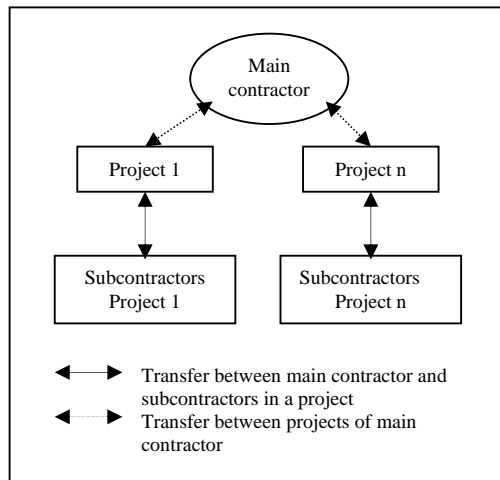 Main
contractor
Project 1
Project n
Subcontractors
Project 1
Subcontractors
Project n
Transfer between main contractor and
subcontractors in a project
Transfer between projects of main
contractor